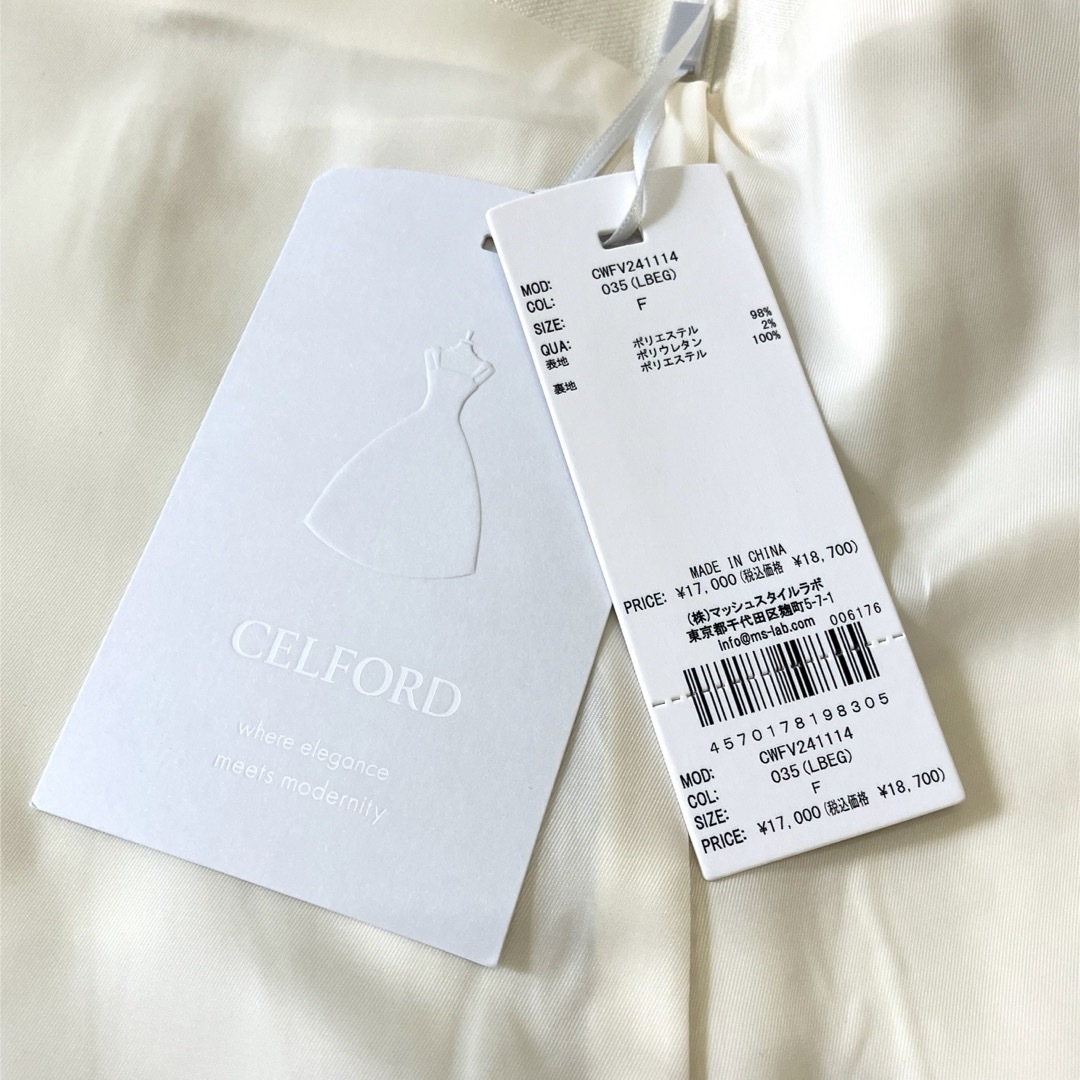 CELFORD
where elegance
meets modernity
MOD: CWFV241114
COL: 035(LBEG)
SIZE: F
QUA:
表地 ポリエステル 98%
ポリウレタン 2%
裏地 ポリエステル 100%
MADE IN CHINA
PRICE: ¥17,000(税込価格 ¥18,700)
(株)マッシュスタイルラボ
東京都千代田区麹町5-7-1
Info@ms-lab.com 006176
4570178198305
MOD: CWFV241114
COL: 035(LBEG)
SIZE: F
PRICE: ¥17,000(税込価格 ¥18,700)